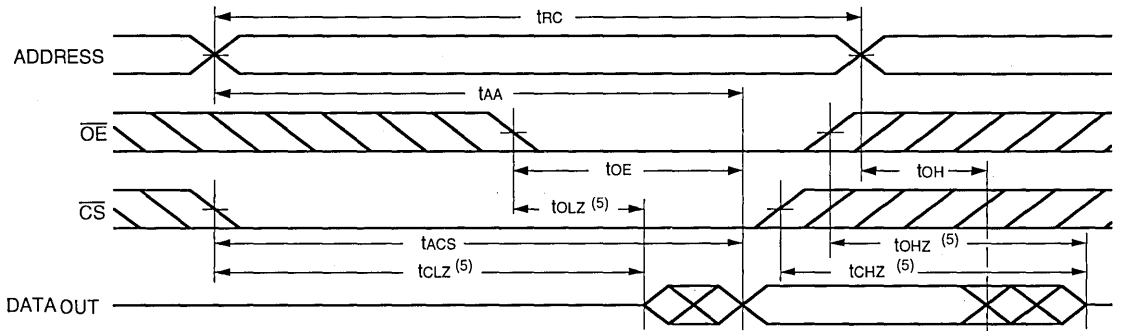 tRC
ADDRESS
tAA
OE
tOE
tOH
CS
tOLZ (5)
tACS
tOHZ (5)
tCLZ (5)
tCHZ (5)
DATA OUT